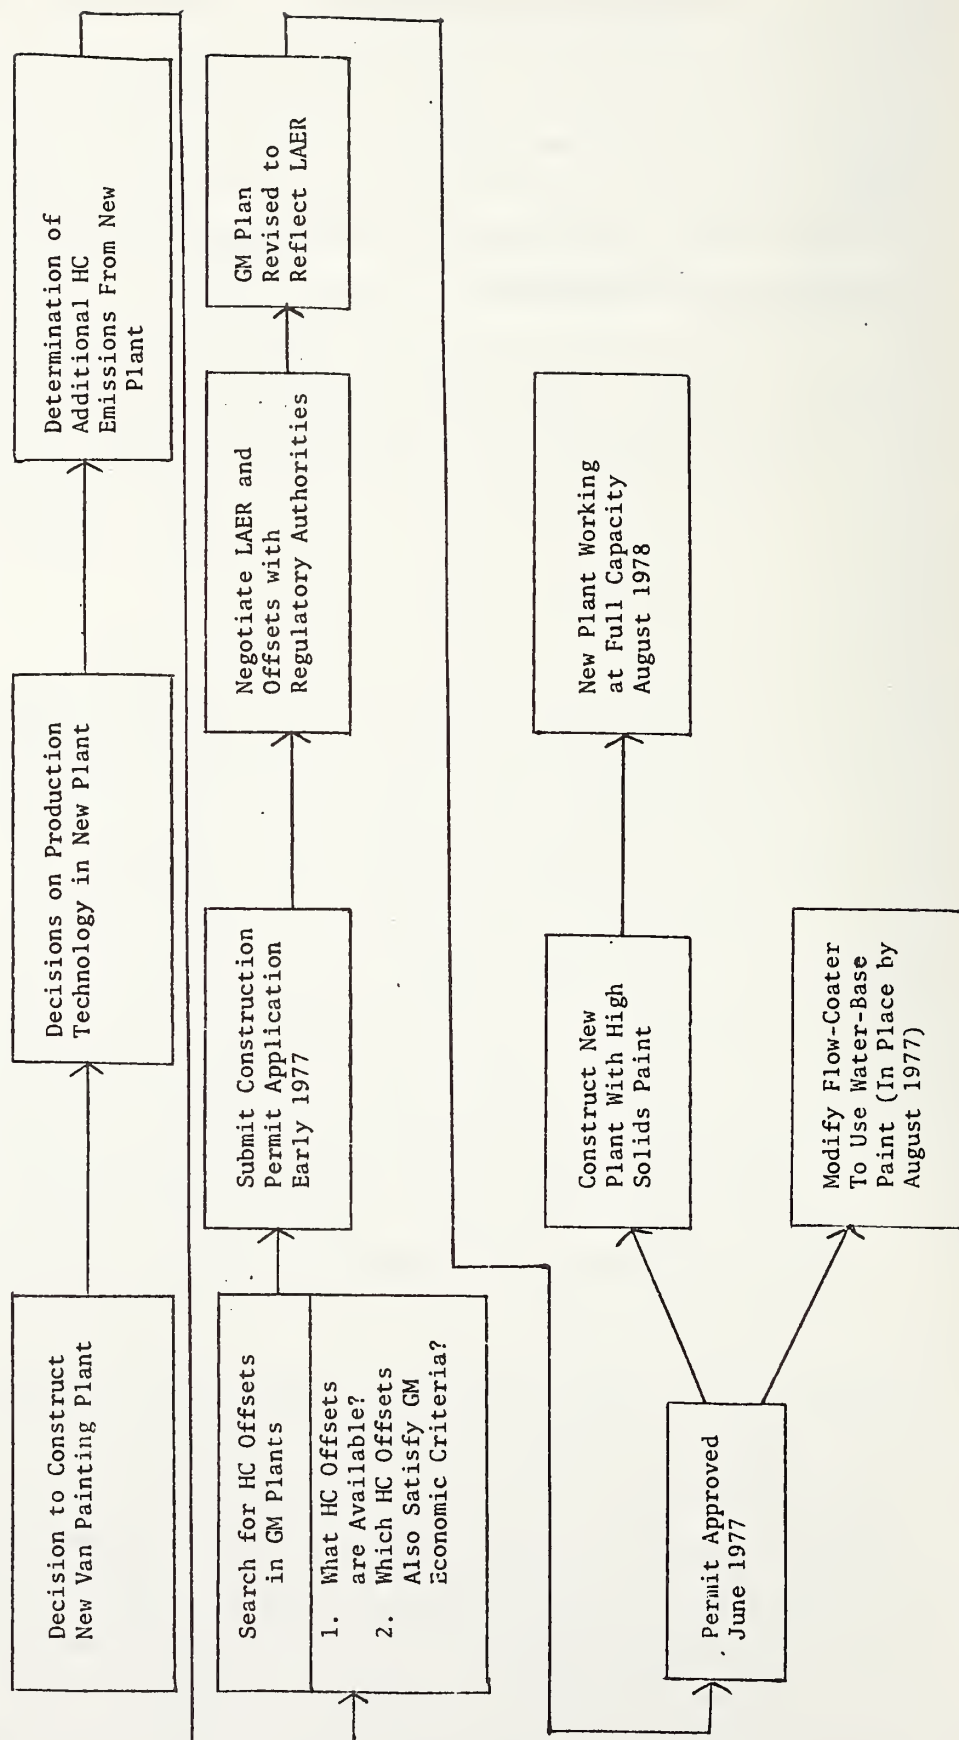 Decision to Construct
New Van Painting Plant
Decisions on Production
Technology in New Plant
Determination of
Additional HC
Emissions From New
Plant
Search for HC Offsets
in GM Plants
1. What HC Offsets
are Available?
2. Which HC Offsets
Also Satisfy GM
Economic Criteria?
Submit Construction
Permit Application
Early 1977
Negotiate LAER and
Offsets with
Regulatory Authorities
GM Plan
Revised to
Reflect LAER
Permit Approved
June 1977
Construct New
Plant With High
Solids Paint
New Plant Working
at Full Capacity
August 1978
Modify Flow-Coater
To Use Water-Base
Paint (In Place by
August 1977)